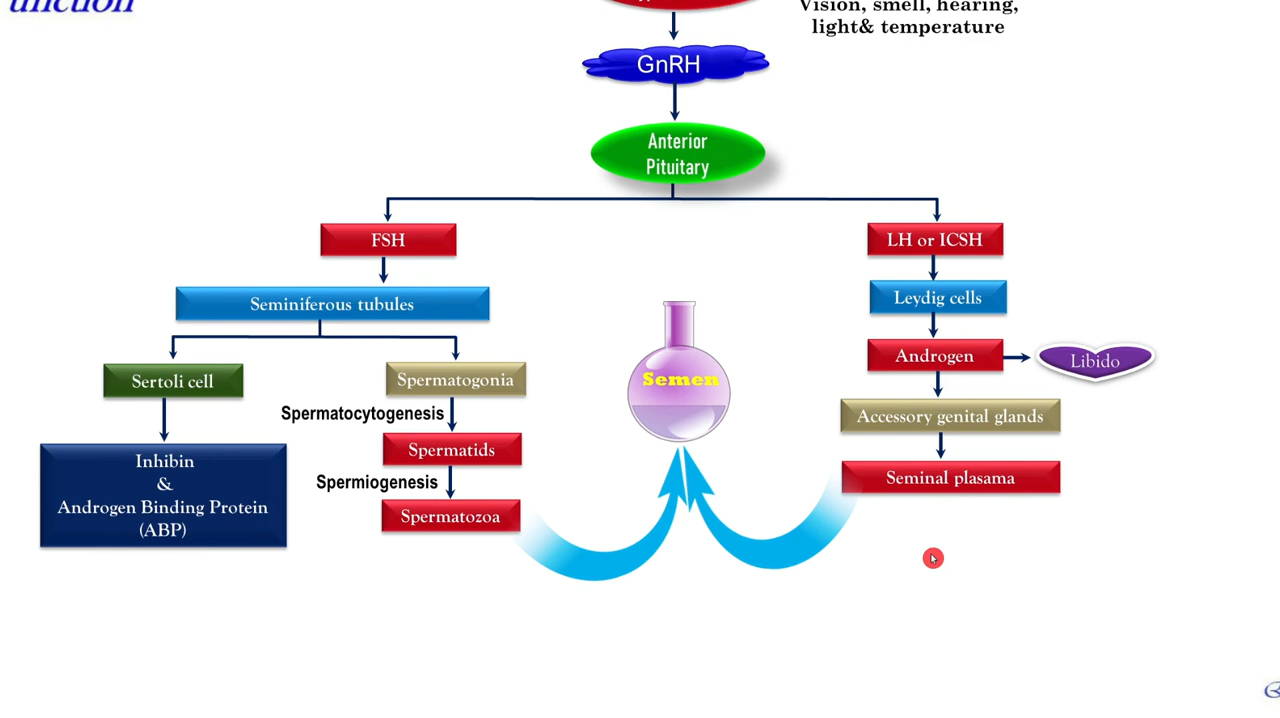 Vision, smell, hearing,
light& temperature
GnRH
Anterior
Pituitary
FSH
LH or ICSH
Seminiferous tubules
Leydig cells
Androgen
Libido
Semen
Sertoli cell
Spermatogonia
Spermatocytogenesis
Accessory genital glands
Spermatids
Inhibin
&
Androgen Binding Protein
(ABP)
Spermiogenesis
Seminal plasama
Spermatozoa